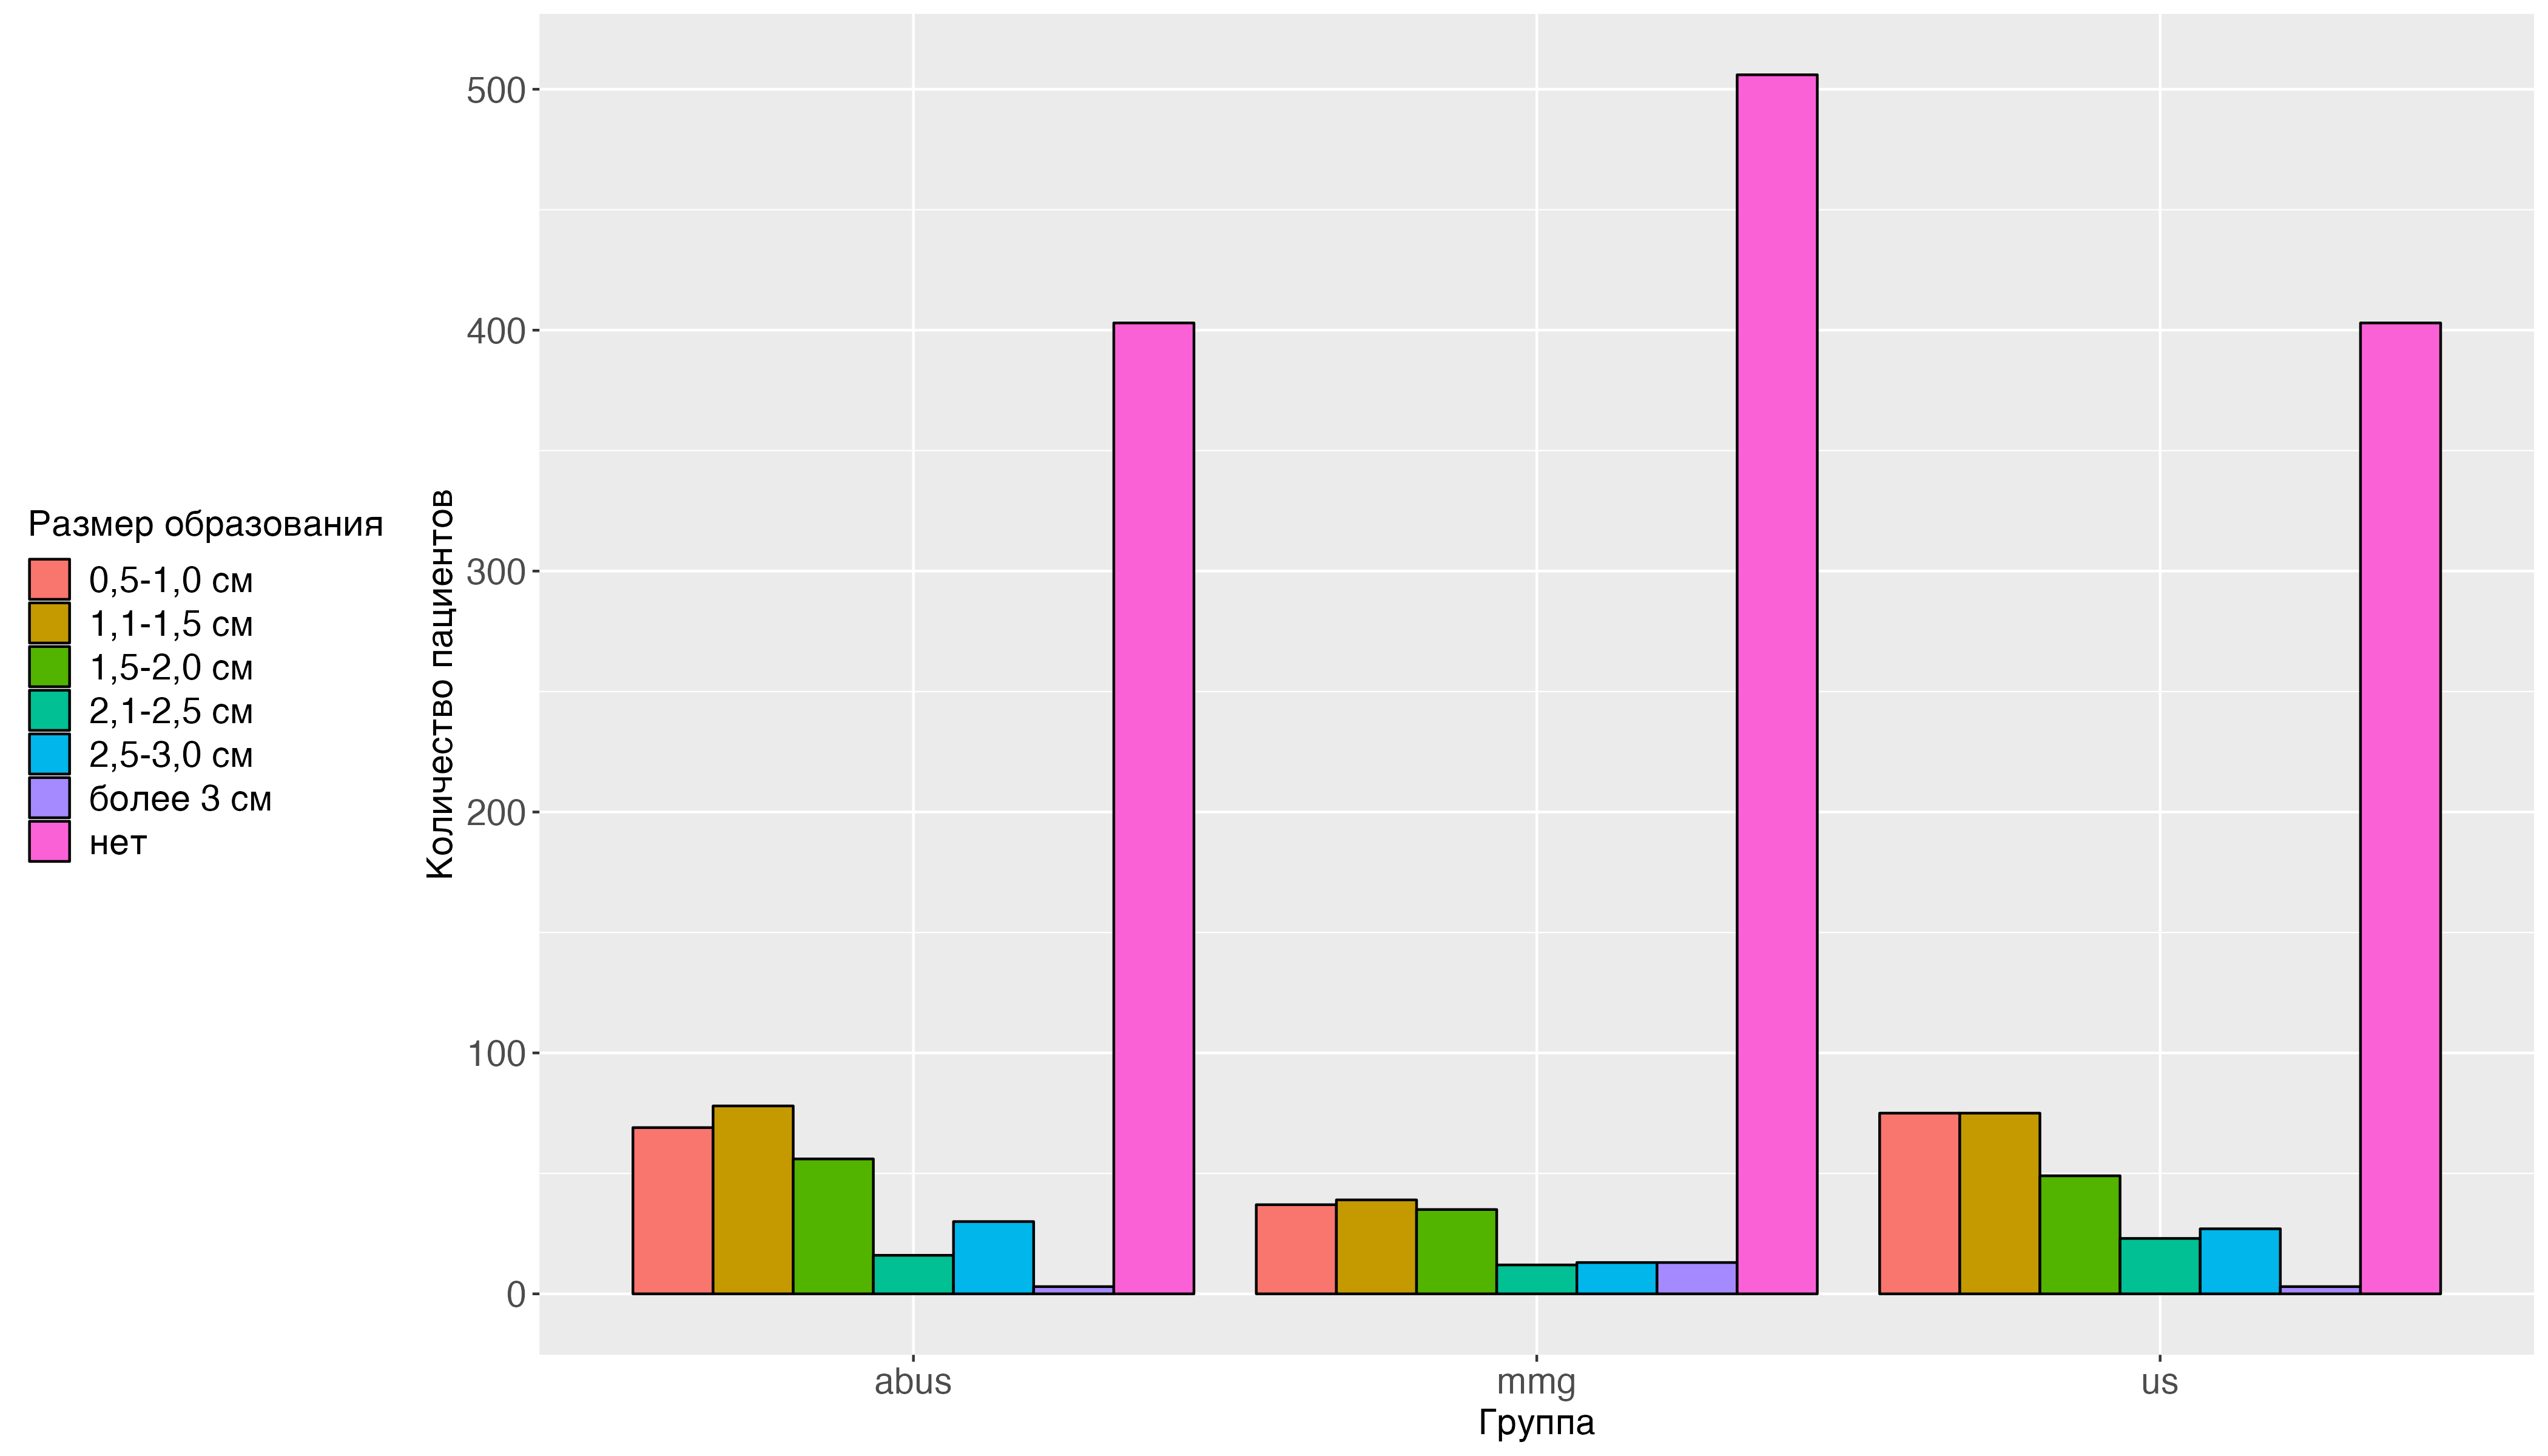 Размер образования
0,5-1,0 см
1,1-1,5 см
1,5-2,0 см
2,1-2,5 см
2,5-3,0 см
более 3 см
нет
Количество пациентов
500
400
300
200
100
0
abus mmg us
Группа